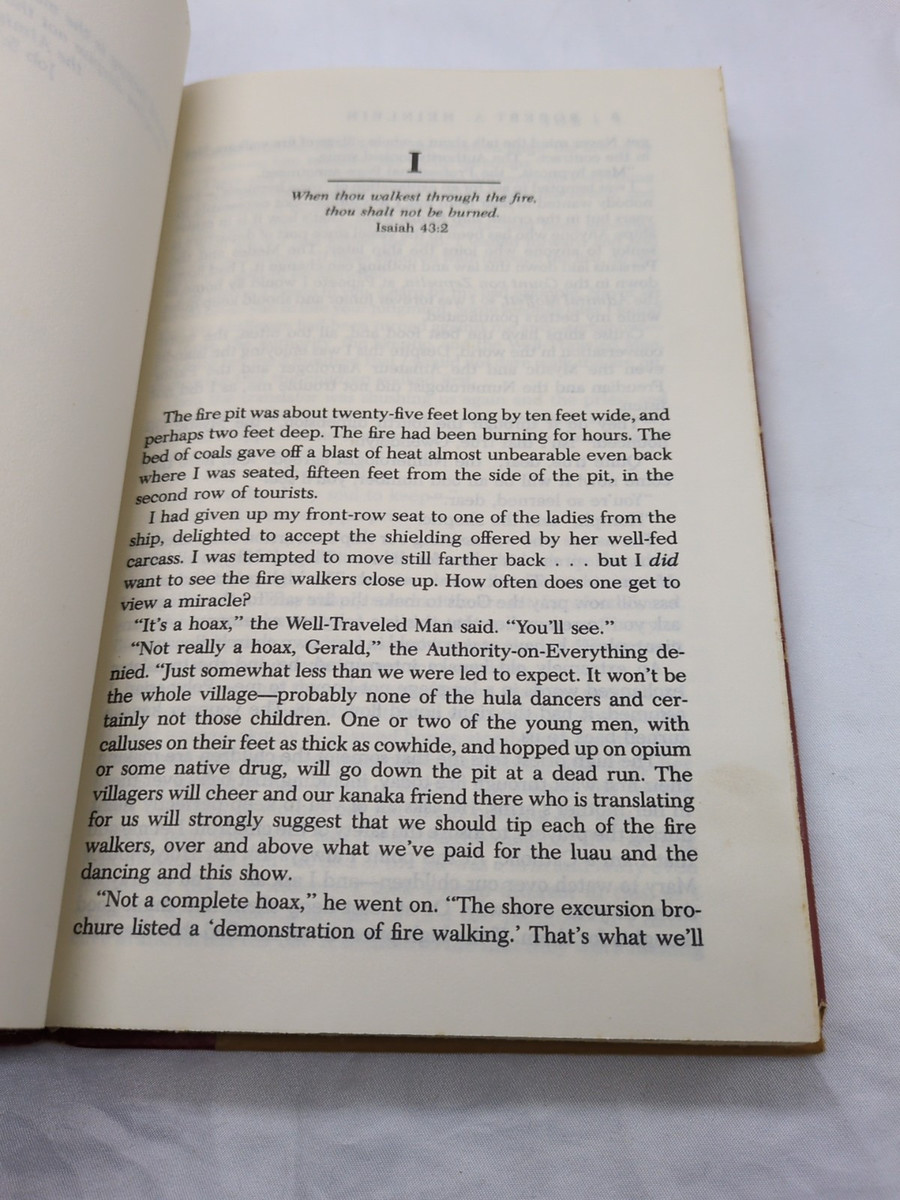 I
When thou walkest through the fire,
thou shalt not be burned.
Isaiah 43:2
The fire pit was about twenty-five feet long by ten feet wide, and
perhaps two feet deep. The fire had been burning for hours. The
bed of coals gave off a blast of heat almost unbearable even back
where I was seated, fifteen feet from the side of the pit, in the
second row of tourists.
I had given up my front-row seat to one of the ladies from the
ship, delighted to accept the shielding offered by her well-fed
carcass. I was tempted to move still farther back . . . but I did
want to see the fire walkers close up. How often does one get to
view a miracle?
“It’s a hoax,” the Well-Traveled Man said. “You’ll see.”
“Not really a hoax, Gerald,” the Authority-on-Everything de-
nied. “Just somewhat less than we were led to expect. It won’t be
the whole village—probably none of the hula dancers and cer-
tainly not those children. One or two of the young men, with
calluses on their feet as thick as cowhide, and hopped up on opium
or some native drug, will go down the pit at a dead run. The
villagers will cheer and our kanaka friend there who is translating
for us will strongly suggest that we should tip each of the fire
walkers, over and above what we’ve paid for the luau and the
dancing and this show.
“Not a complete hoax,” he went on. “The shore excursion bro-
chure listed a ‘demonstration of fire walking.’ That’s what we’ll